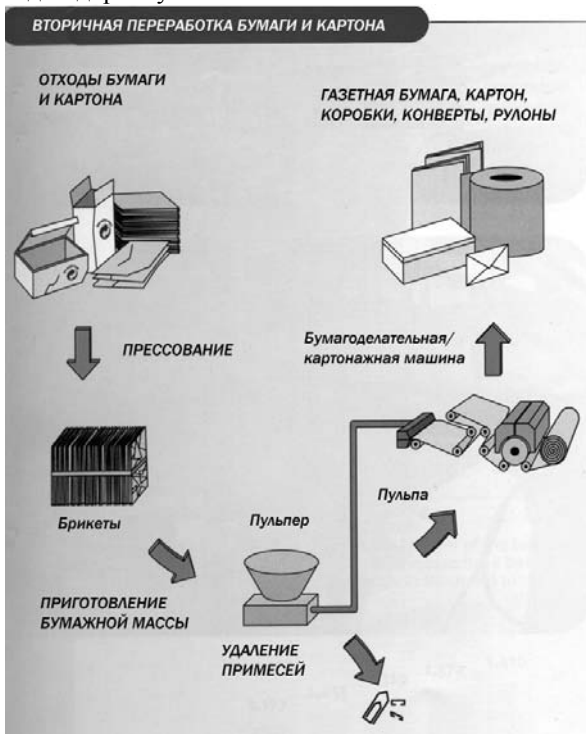 ВТОРИЧНАЯ ПЕРЕРАБОТКА БУМАГИ И КАРТОНА
ОТХОДЫ БУМАГИ
И КАРТОНА
ГАЗЕТНАЯ БУМАГА, КАРТОН,
КОРОБКИ, КОНВЕРТЫ, РУЛОНЫ
ПРЕССОВАНИЕ
Бумагоделательная/
картонажная машина
Брикеты
Пульпер
Пульпа
ПРИГОТОВЛЕНИЕ
БУМАЖНОЙ МАССЫ
УДАЛЕНИЕ
ПРИМЕСЕЙ